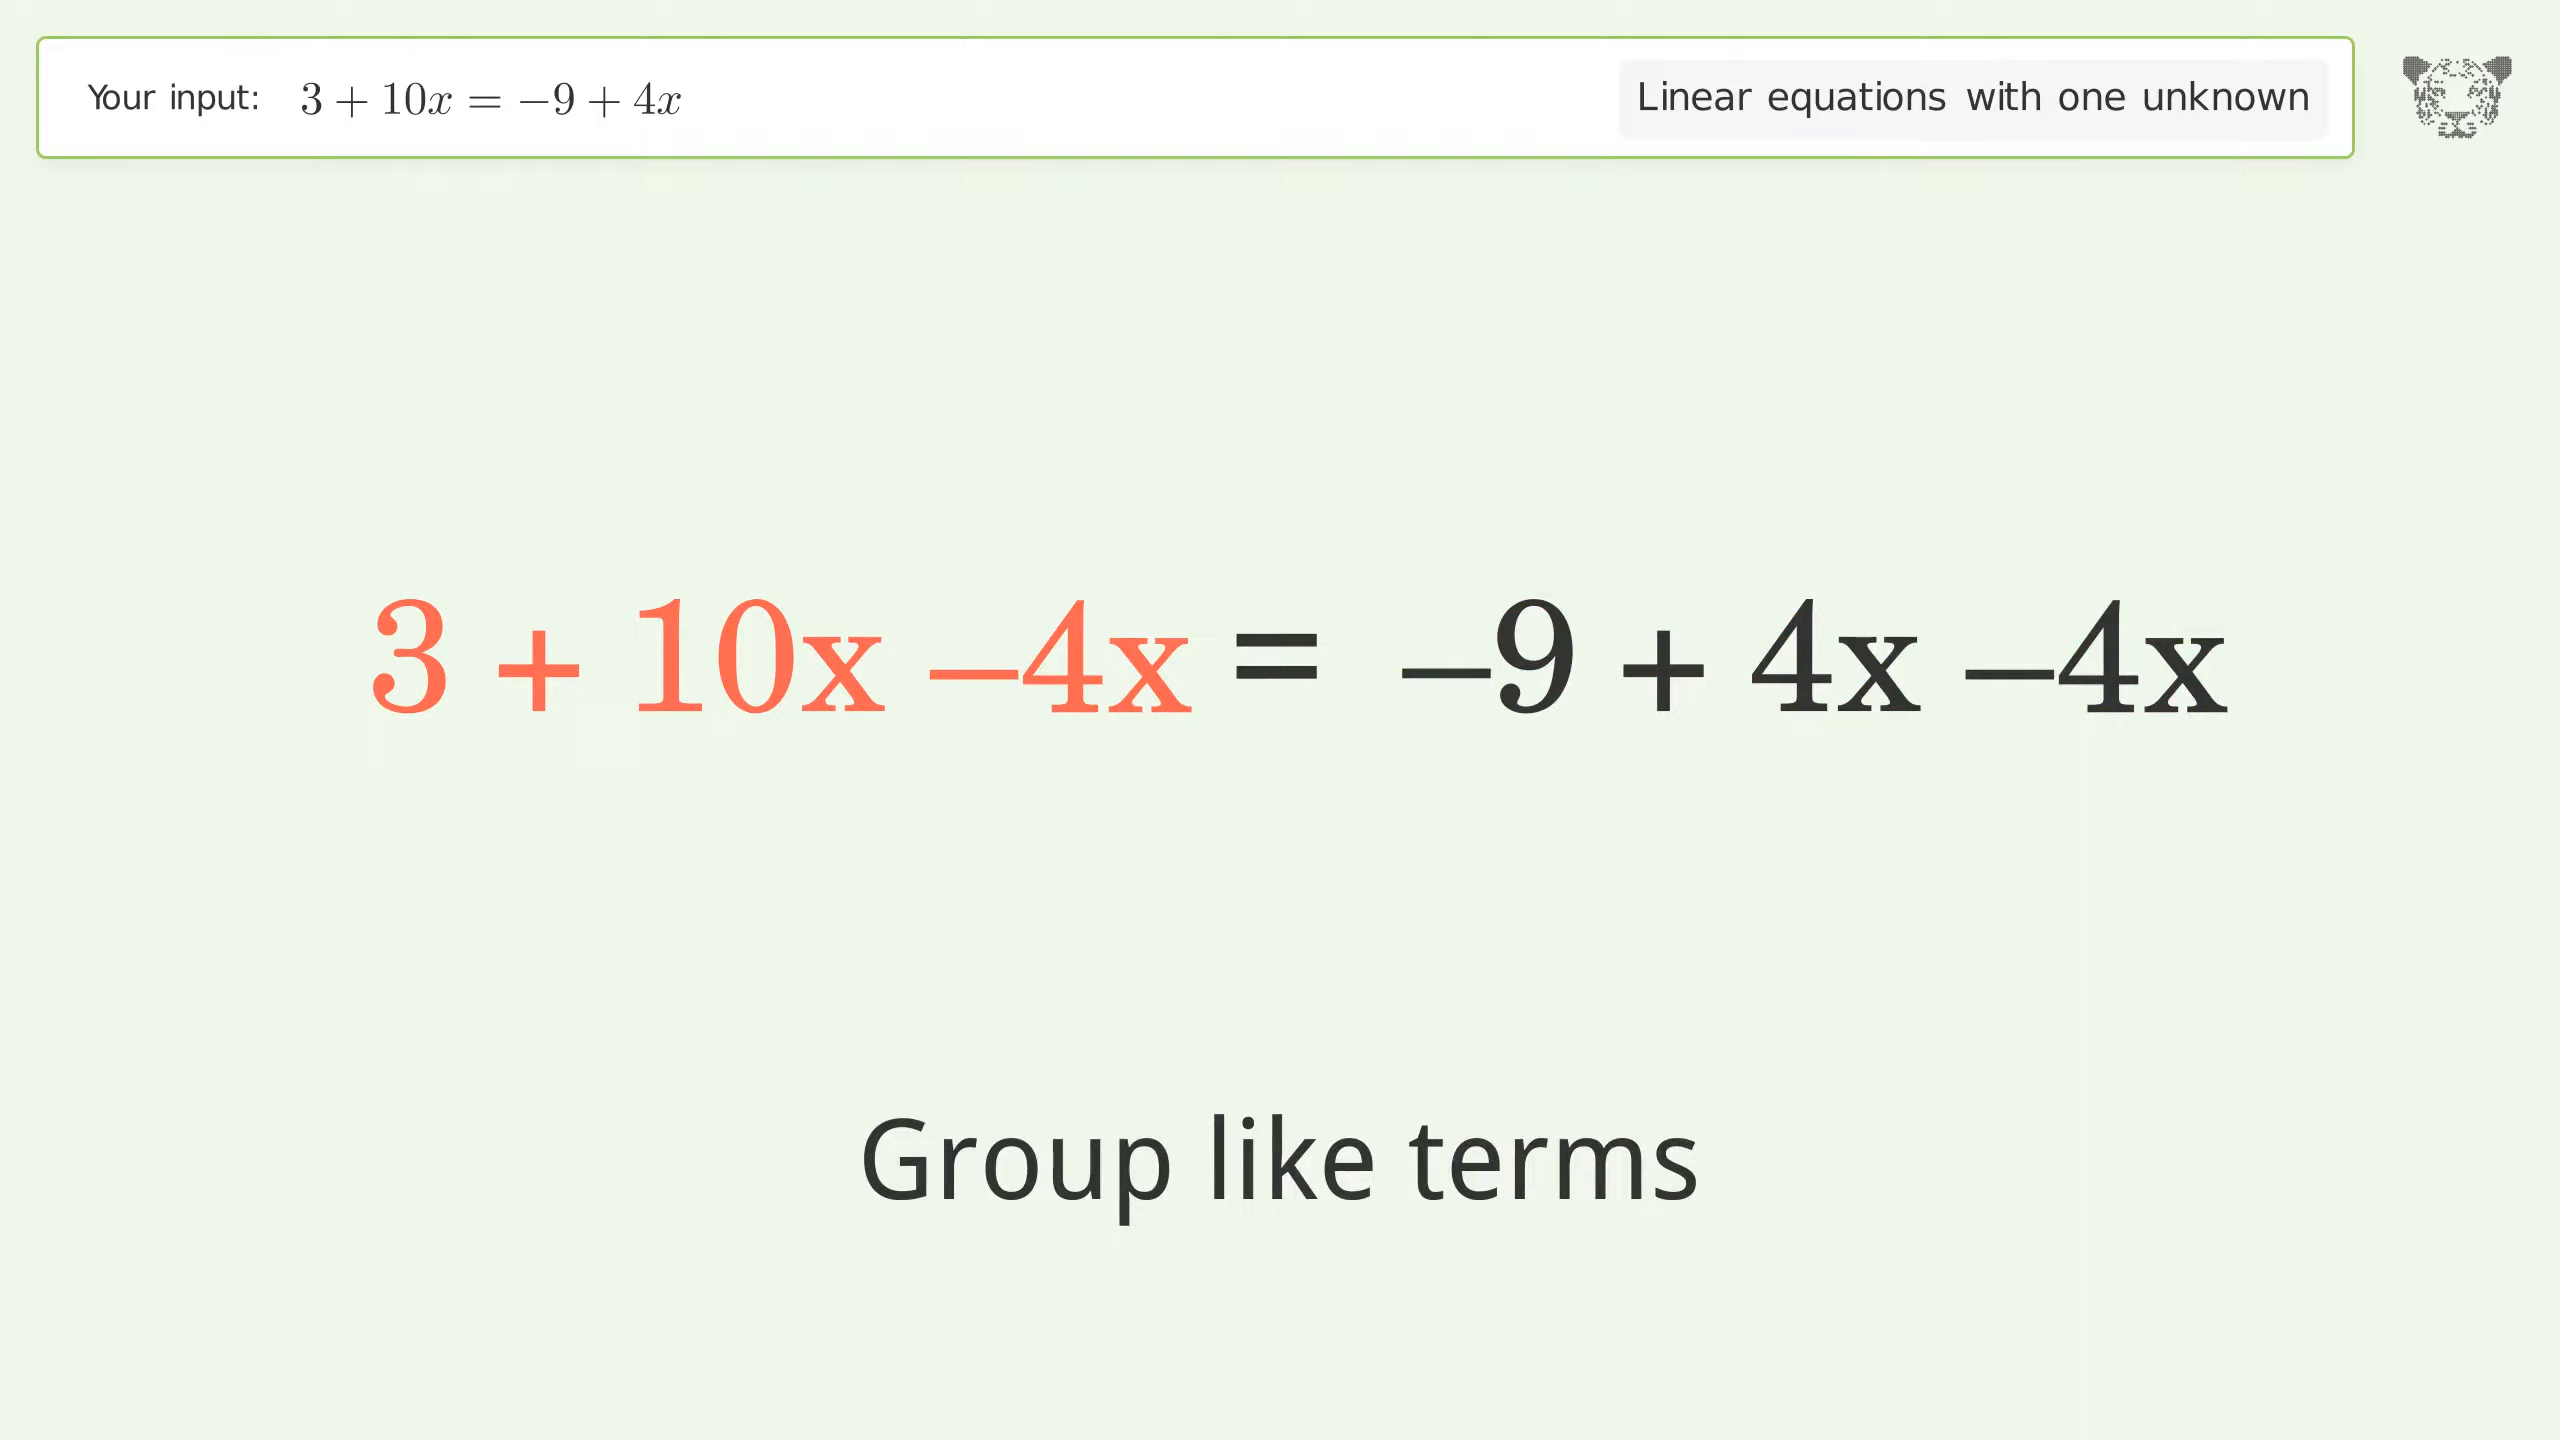 Your input: 3 + 10x = −9 + 4x
Linear equations with one unknown
3 + 10x −4x = −9 + 4x −4x
Group like terms